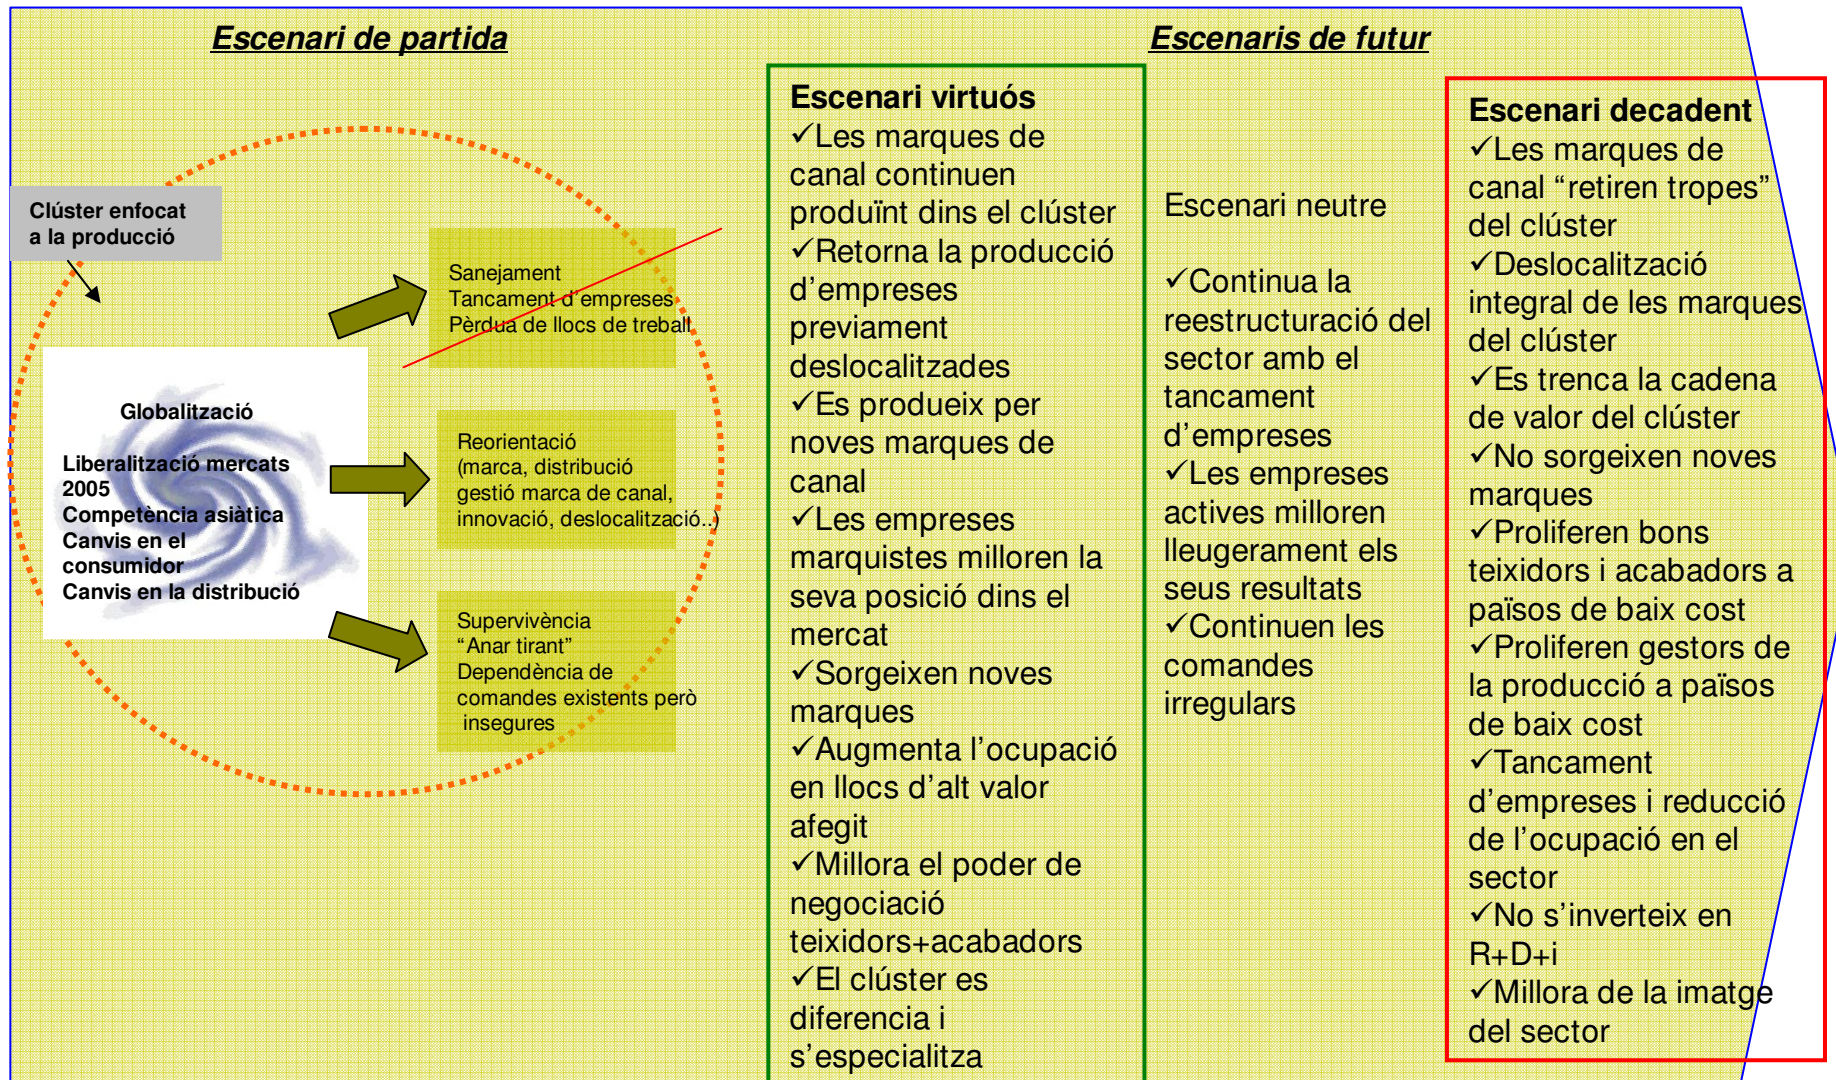 Escenari de partida
Escenaris de futur
Clúster enfocat
a la producció
Globalització
Liberalització mercats
2005
Competència asiàtica
Canvis en el
consumidor
Canvis en la distribució
Sanejament
Tancament d’empreses
Pèrdua de llocs de treball
Reorientació
(marca, distribució
gestió marca de canal,
innovació, deslocalització..)
Supervivència
“Anar tirant”
Dependència de
comandes existents però
insegures
Escenari virtuós
✓Les marques de
canal continuen
produïnt dins el clúster
✓Retorna la producció
d’empreses
previament
deslocalitzades
✓Es produeix per
noves marques de
canal
✓Les empreses
marquistes milloren la
seva posició dins el
mercat
✓Sorgeixen noves
marques
✓Augmenta l’ocupació
en llocs d’alt valor
afegit
✓Millora el poder de
negociació
teixidors+acabadors
✓El clúster es
diferencia i
s’especialitza
Escenari neutre
✓Continua la
reestructuració del
sector amb el
tancament
d’empreses
✓Les empreses
actives milloren
lleugerament els
seus resultats
✓Continuen les
comandes
irregulars
Escenari decadent
✓Les marques de
canal “retiren tropes”
del clúster
✓Deslocalització
integral de les marques
del clúster
✓Es trenca la cadena
de valor del clúster
✓No sorgeixen noves
marques
✓Proliferen bons
teixidors i acabadors a
països de baix cost
✓Proliferen gestors de
la producció a països
de baix cost
✓Tancament
d’empreses i reducció
de l’ocupació en el
sector
✓No s’inverteix en
R+D+i
✓Millora de la imatge
del sector